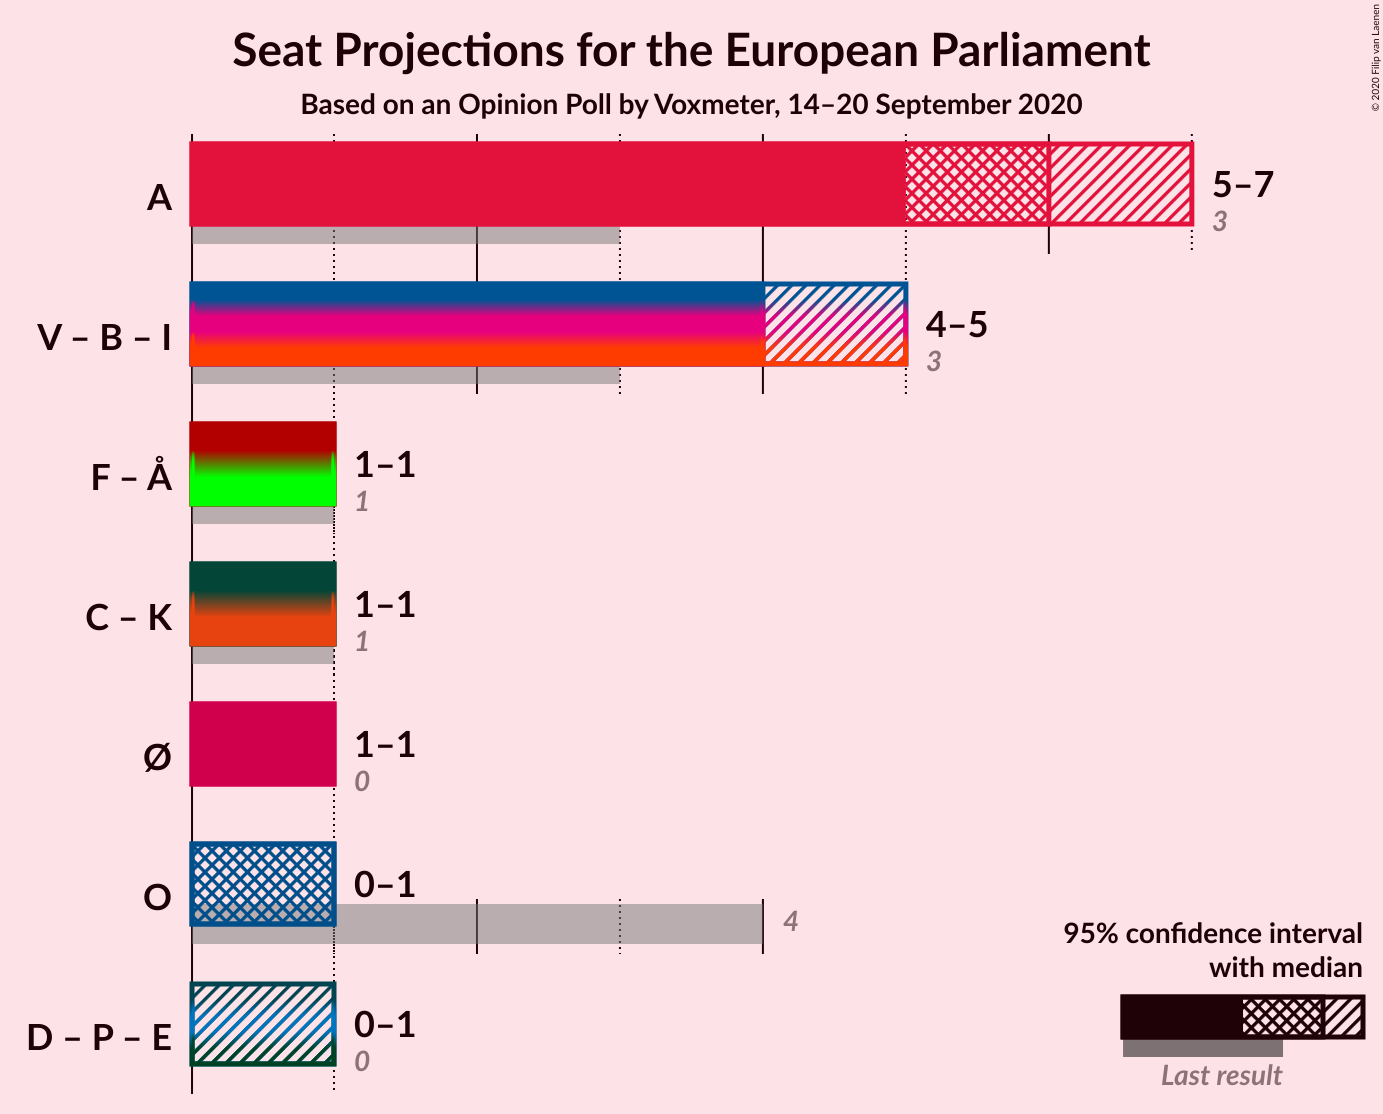 Seat Projections for the European Parliament
Based on an Opinion Poll by Voxmeter, 14–20 September 2020
© 2020 Filip van Laenen
A
5–7
3
V – B – I
4–5
3
F – Å
1–1
1
C – K
1–1
1
Ø
1–1
0
O
0–1
4
D – P – E
0–1
0
95% confidence interval
with median
Last result